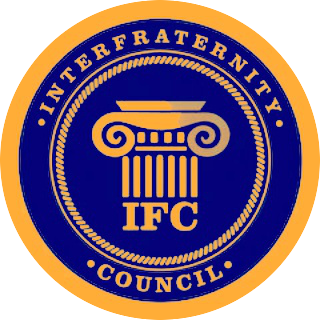 INTERFRATERNITY
IFC
• COUNCIL •